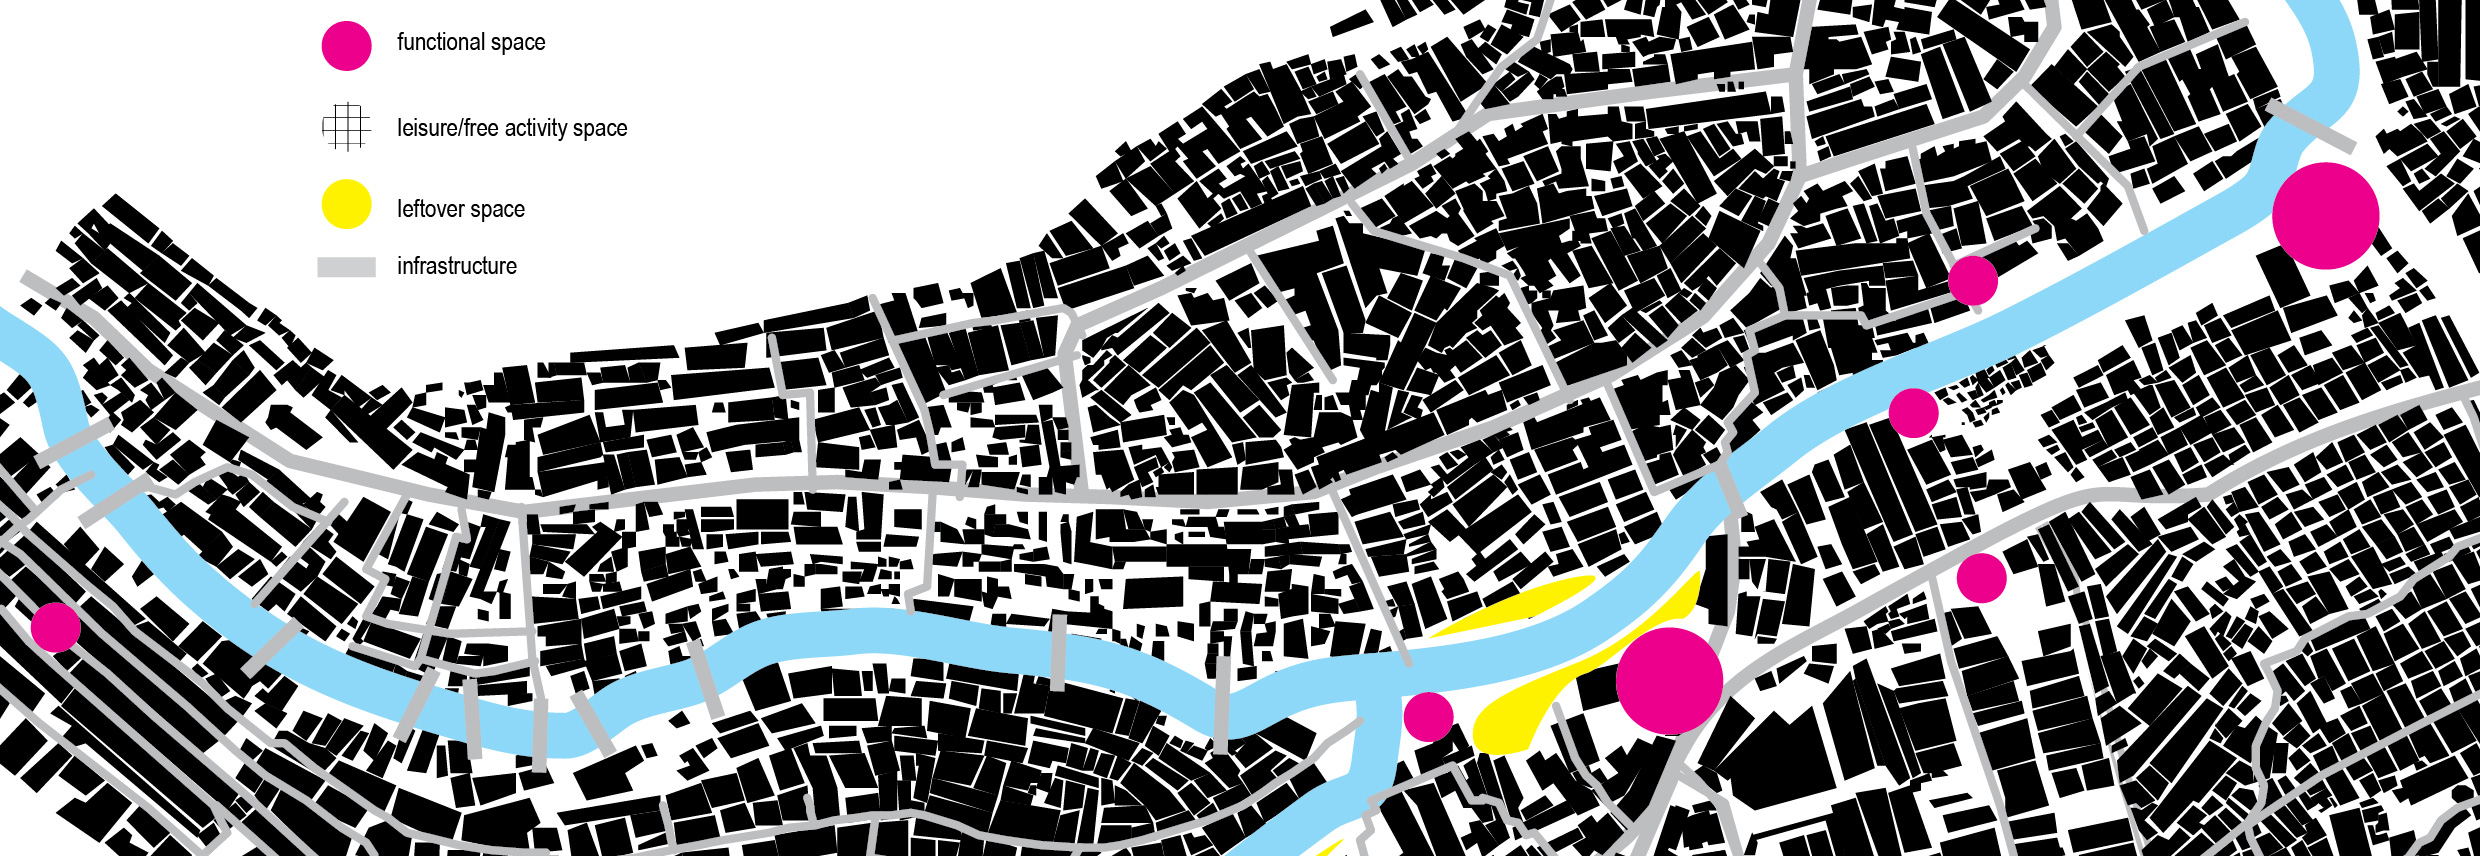 functional space
leisure/free activity space
leftover space
infrastructure